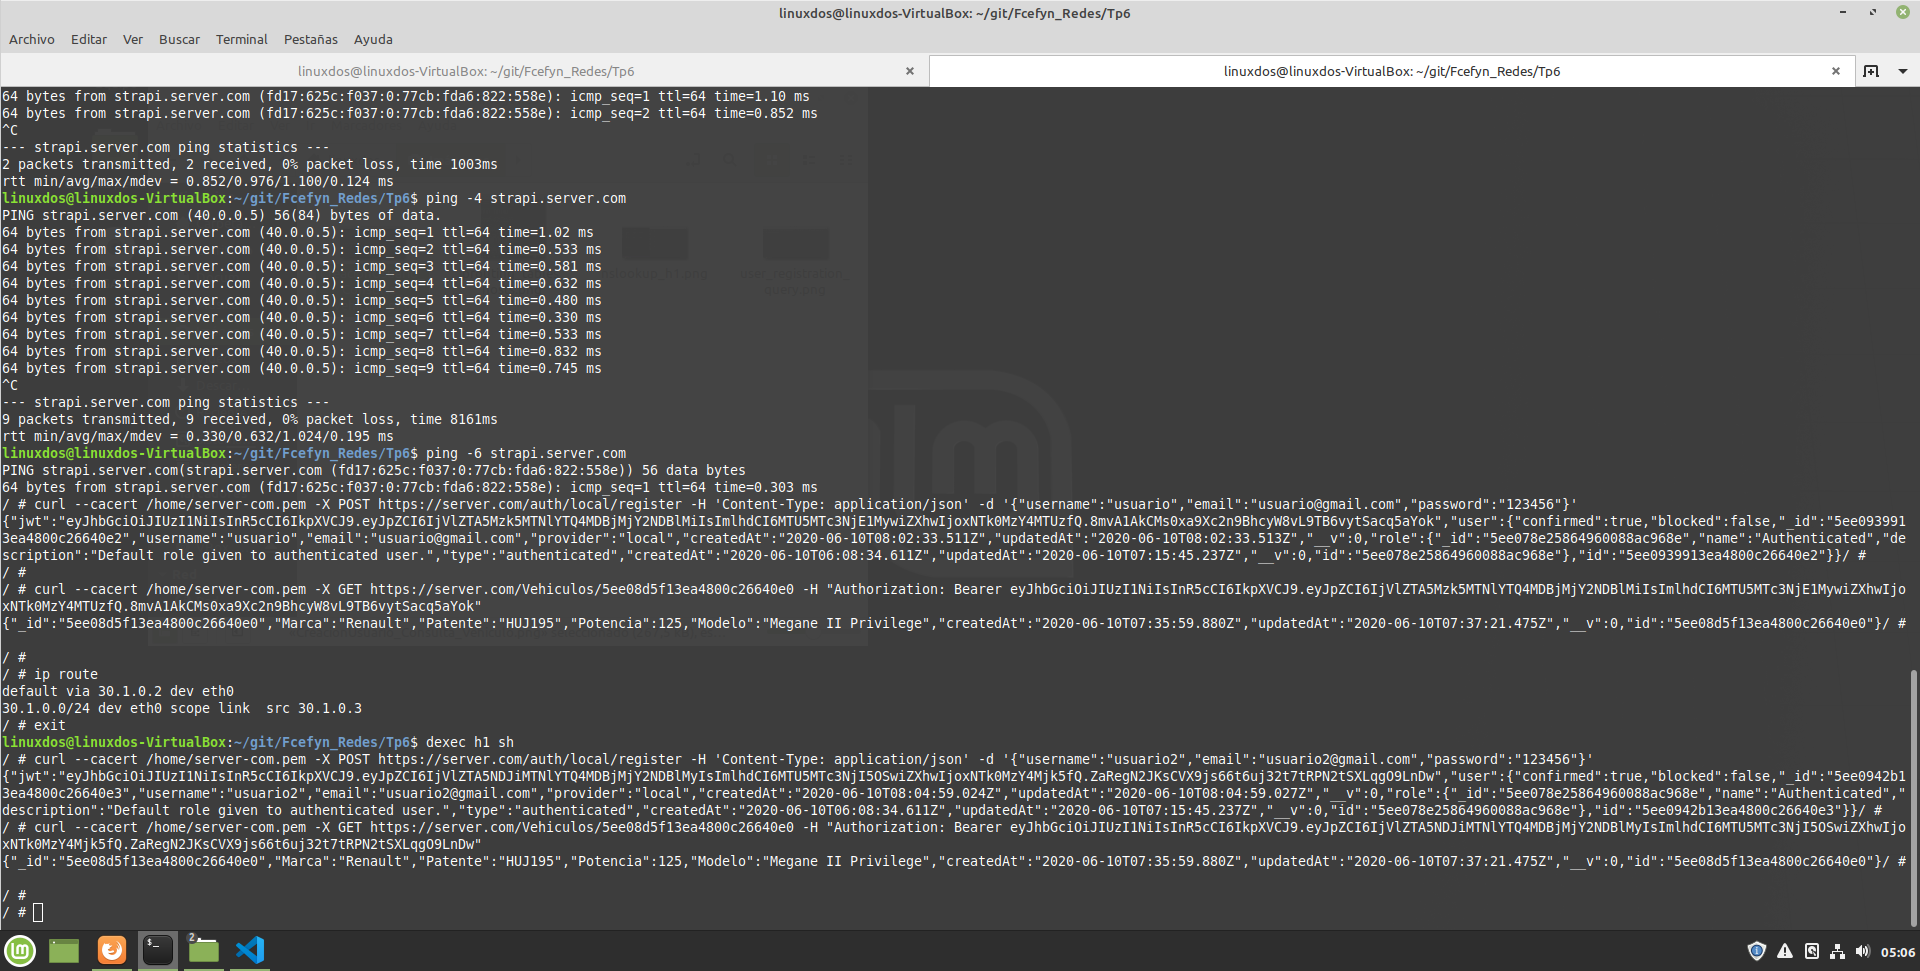 linuxdos@linuxdos-VirtualBox: ~/git/Fcefyn_Redes/Tp6
Archivo Editar Ver Buscar Terminal Pestañas Ayuda
linuxdos@linuxdos-VirtualBox: ~/git/Fcefyn_Redes/Tp6 linuxdos@linuxdos-VirtualBox: ~/git/Fcefyn_Redes/Tp6
64 bytes from strapi.server.com (fd17:625c:f037:0:77cb:fda6:822:558e): icmp_seq=1 ttl=64 time=1.10 ms
64 bytes from strapi.server.com (fd17:625c:f037:0:77cb:fda6:822:558e): icmp_seq=2 ttl=64 time=0.852 ms
^C
--- strapi.server.com ping statistics ---
2 packets transmitted, 2 received, 0% packet loss, time 1003ms
rtt min/avg/max/mdev = 0.852/0.976/1.100/0.124 ms
linuxdos@linuxdos-VirtualBox:~/git/Fcefyn_Redes/Tp6$ ping -4 strapi.server.com
PING strapi.server.com (40.0.0.5) 56(84) bytes of data.
64 bytes from strapi.server.com (40.0.0.5): icmp_seq=1 ttl=64 time=1.02 ms
64 bytes from strapi.server.com (40.0.0.5): icmp_seq=2 ttl=64 time=0.533 ms
64 bytes from strapi.server.com (40.0.0.5): icmp_seq=3 ttl=64 time=0.581 ms
64 bytes from strapi.server.com (40.0.0.5): icmp_seq=4 ttl=64 time=0.632 ms
64 bytes from strapi.server.com (40.0.0.5): icmp_seq=5 ttl=64 time=0.480 ms
64 bytes from strapi.server.com (40.0.0.5): icmp_seq=6 ttl=64 time=0.330 ms
64 bytes from strapi.server.com (40.0.0.5): icmp_seq=7 ttl=64 time=0.533 ms
64 bytes from strapi.server.com (40.0.0.5): icmp_seq=8 ttl=64 time=0.832 ms
64 bytes from strapi.server.com (40.0.0.5): icmp_seq=9 ttl=64 time=0.745 ms
^C
--- strapi.server.com ping statistics ---
9 packets transmitted, 9 received, 0% packet loss, time 8161ms
rtt min/avg/max/mdev = 0.330/0.632/1.024/0.195 ms
linuxdos@linuxdos-VirtualBox:~/git/Fcefyn_Redes/Tp6$ ping -6 strapi.server.com
PING strapi.server.com(strapi.server.com (fd17:625c:f037:0:77cb:fda6:822:558e)) 56 data bytes
64 bytes from strapi.server.com (fd17:625c:f037:0:77cb:fda6:822:558e): icmp_seq=1 ttl=64 time=0.303 ms
/ # curl --cacert /home/server-com.pem -X POST https://server.com/auth/local/register -H 'Content-Type: application/json' -d '{"username":"usuario","email":"usuario@gmail.com","password":"123456"}'
{"jwt":"eyJhbGciOiJIUzI1NiIsInR5cCI6IkpXVCJ9.eyJpZCI6IjVlZTA5Mzk5MTNlYTQ4MDBjMjY2NDBlMiIsImlhdCI6MTU5MTc3NjE1MywiZXhwIjoxNTk0MzY4MTUzfQ.8mvA1AkCMs0xa9Xc2n9BhcyW8vL9TB6vytSacq5aYok","user":{"confirmed":true,"blocked":false,"_id":"5ee093991
3ea4800c26640e2","username":"usuario","email":"usuario@gmail.com","provider":"local","createdAt":"2020-06-10T08:02:33.511Z","updatedAt":"2020-06-10T08:02:33.513Z","__v":0,"role":{"_id":"5ee078e25864960088ac968e","name":"Authenticated","de
scription":"Default role given to authenticated user.","type":"authenticated","createdAt":"2020-06-10T06:08:34.611Z","updatedAt":"2020-06-10T07:15:45.237Z","__v":0,"id":"5ee078e25864960088ac968e"},"id":"5ee0939913ea4800c26640e2"}}/ #
/ #
/ # curl --cacert /home/server-com.pem -X GET https://server.com/Vehiculos/5ee08d5f13ea4800c26640e0 -H "Authorization: Bearer eyJhbGciOiJIUzI1NiIsInR5cCI6IkpXVCJ9.eyJpZCI6IjVlZTA5Mzk5MTNlYTQ4MDBjMjY2NDBlMiIsImlhdCI6MTU5MTc3NjE1MywiZXhwIjo
xNTk0MzY4MTUzfQ.8mvA1AkCMs0xa9Xc2n9BhcyW8vL9TB6vytSacq5aYok"
{"_id":"5ee08d5f13ea4800c26640e0","Marca":"Renault","Patente":"HUJ195","Potencia":125,"Modelo":"Megane II Privilege","createdAt":"2020-06-10T07:35:59.880Z","updatedAt":"2020-06-10T07:37:21.475Z","__v":0,"id":"5ee08d5f13ea4800c26640e0"}/ #
/ #
/ # ip route
default via 30.1.0.2 dev eth0
30.1.0.0/24 dev eth0 scope link  src 30.1.0.3
/ # exit
linuxdos@linuxdos-VirtualBox:~/git/Fcefyn_Redes/Tp6$ dexec h1 sh
/ # curl --cacert /home/server-com.pem -X POST https://server.com/auth/local/register -H 'Content-Type: application/json' -d '{"username":"usuario2","email":"usuario2@gmail.com","password":"123456"}'
{"jwt":"eyJhbGciOiJIUzI1NiIsInR5cCI6IkpXVCJ9.eyJpZCI6IjVlZTA5NDJiMTNlYTQ4MDBjMjY2NDBlMyIsImlhdCI6MTU5MTc3NjI5OSwiZXhwIjoxNTk0MzY4Mjk5fQ.ZaRegN2JKsCVX9js66t6uj32t7tRPN2tSXLqgO9LnDw","user":{"confirmed":true,"blocked":false,"_id":"5ee0942b1
3ea4800c26640e3","username":"usuario2","email":"usuario2@gmail.com","provider":"local","createdAt":"2020-06-10T08:04:59.024Z","updatedAt":"2020-06-10T08:04:59.027Z","__v":0,"role":{"_id":"5ee078e25864960088ac968e","name":"Authenticated","
description":"Default role given to authenticated user.","type":"authenticated","createdAt":"2020-06-10T06:08:34.611Z","updatedAt":"2020-06-10T07:15:45.237Z","__v":0,"id":"5ee078e25864960088ac968e"},"id":"5ee0942b13ea4800c26640e3"}}/ #
/ # curl --cacert /home/server-com.pem -X GET https://server.com/Vehiculos/5ee08d5f13ea4800c26640e0 -H "Authorization: Bearer eyJhbGciOiJIUzI1NiIsInR5cCI6IkpXVCJ9.eyJpZCI6IjVlZTA5NDJiMTNlYTQ4MDBjMjY2NDBlMyIsImlhdCI6MTU5MTc3NjI5OSwiZXhwIjo
xNTk0MzY4Mjk5fQ.ZaRegN2JKsCVX9js66t6uj32t7tRPN2tSXLqgO9LnDw"
{"_id":"5ee08d5f13ea4800c26640e0","Marca":"Renault","Patente":"HUJ195","Potencia":125,"Modelo":"Megane II Privilege","createdAt":"2020-06-10T07:35:59.880Z","updatedAt":"2020-06-10T07:37:21.475Z","__v":0,"id":"5ee08d5f13ea4800c26640e0"}/ #
/ #
/ #
2
05:06